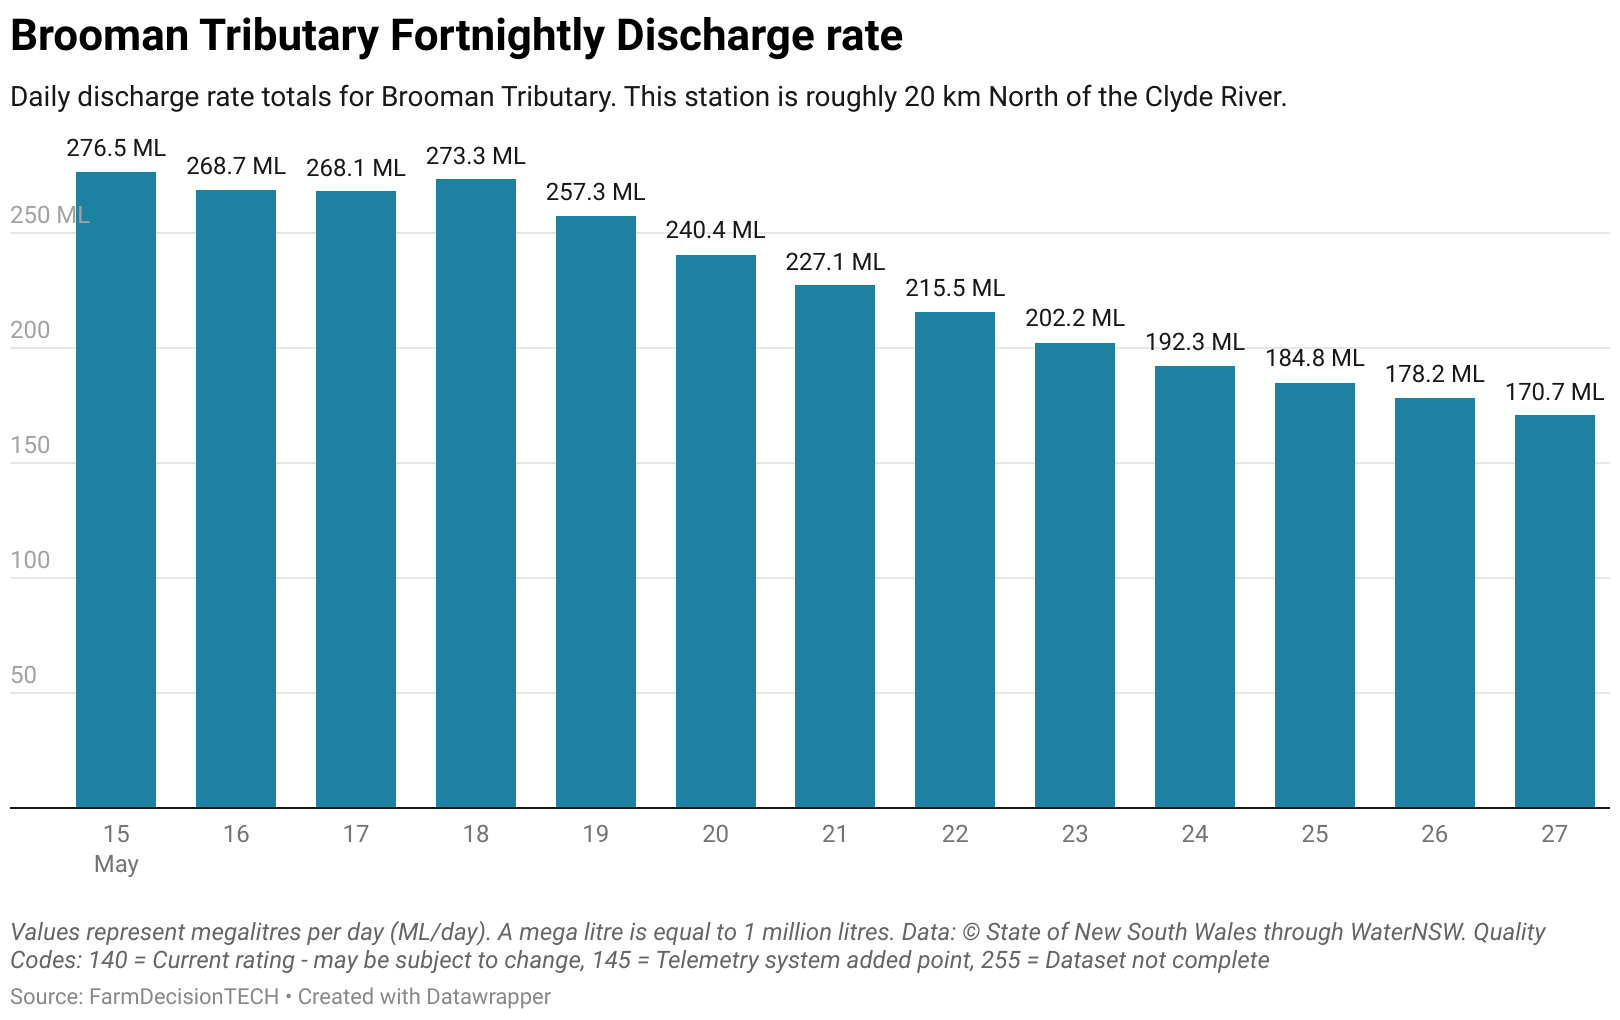 Brooman Tributary Fortnightly Discharge rate
Daily discharge rate totals for Brooman Tributary. This station is roughly 20 km North of the Clyde River.
276.5 ML
268.7 ML
268.1 ML
273.3 ML
257.3 ML
240.4 ML
227.1 ML
215.5 ML
202.2 ML
192.3 ML
184.8 ML
178.2 ML
170.7 ML
250 ML
200
150
100
50
15 16 17 18 19 20 21 22 23 24 25 26 27
May
Values represent megalitres per day (ML/day). A mega litre is equal to 1 million litres. Data: © State of New South Wales through WaterNSW. Quality
Codes: 140 = Current rating - may be subject to change, 145 = Telemetry system added point, 255 = Dataset not complete
Source: FarmDecisionTECH • Created with Datawrapper